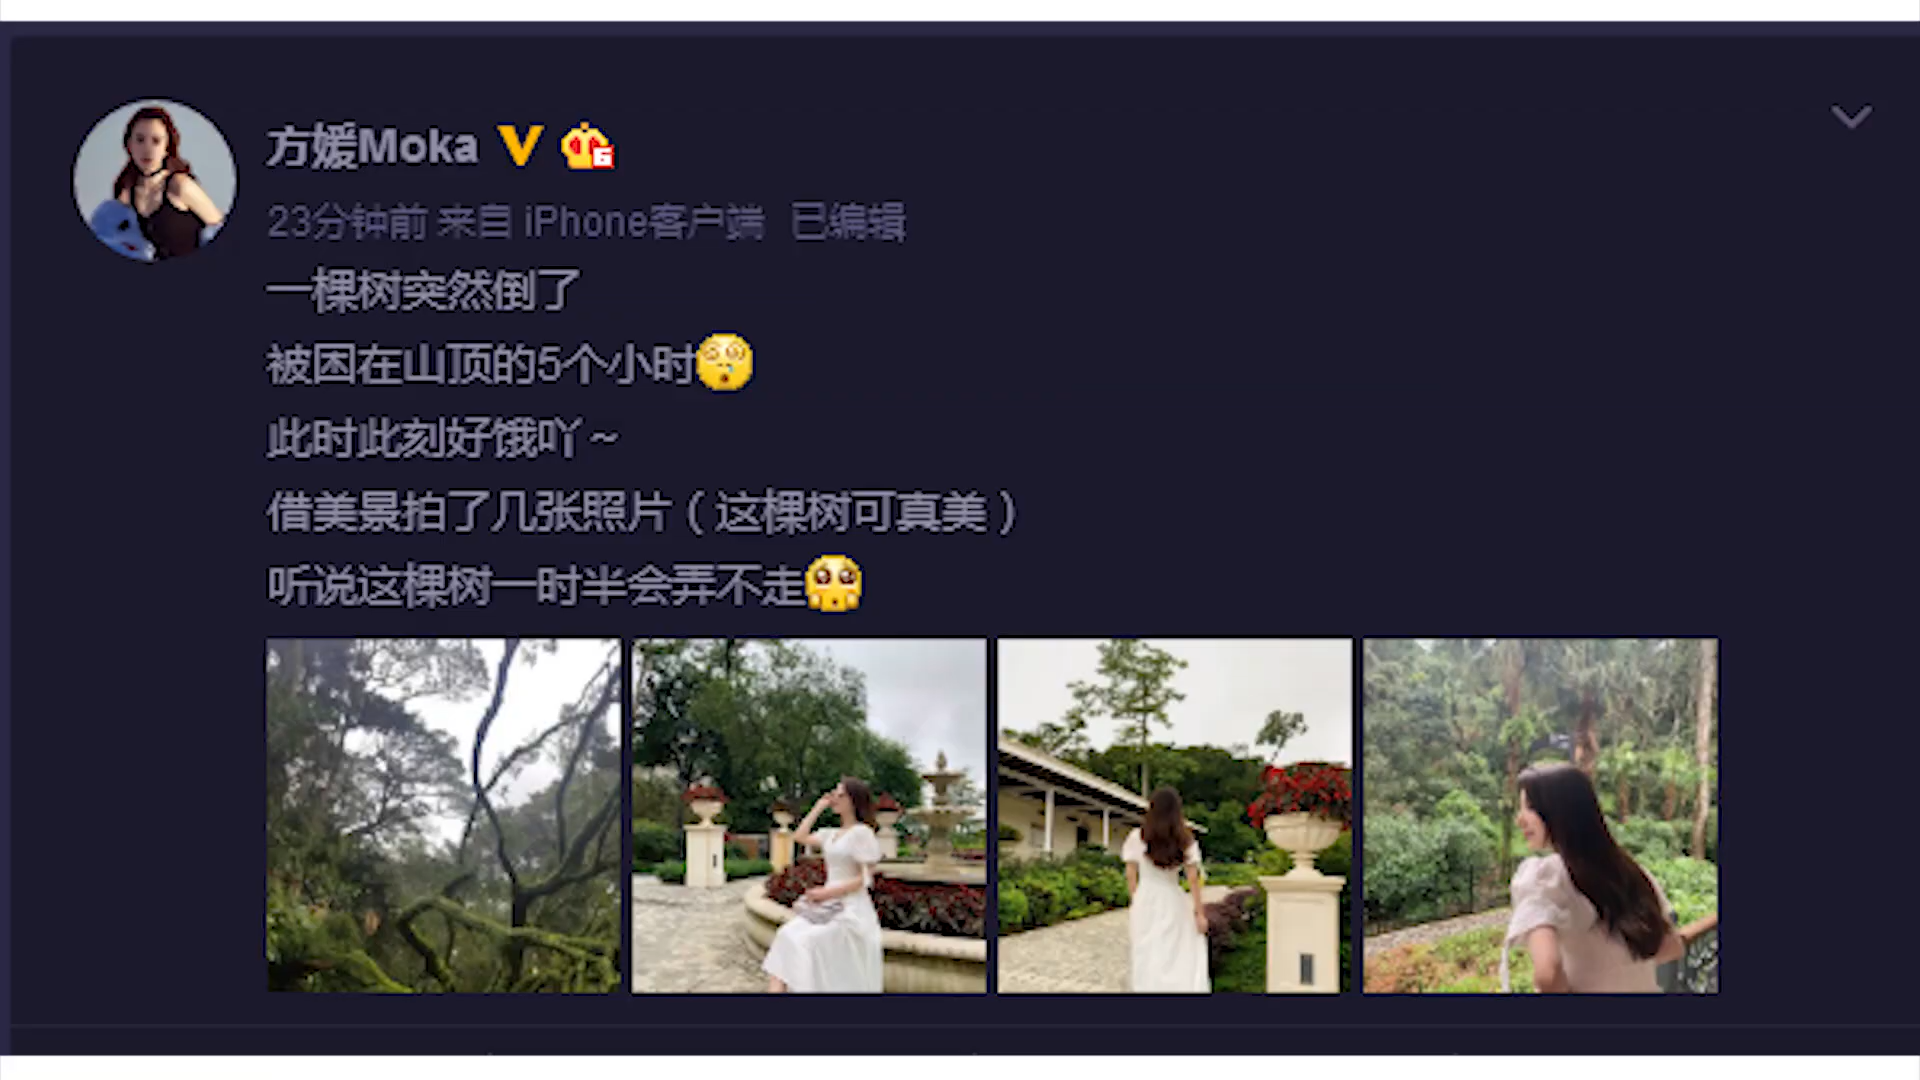 方媛Moka
23分钟前 来自 iPhone客户端 已编辑
一棵树突然倒了
被困在山顶的5个小时
此时此刻好饿吖~
借美景拍了几张照片（这棵树可真美）
听说这棵树一时半会弄不走